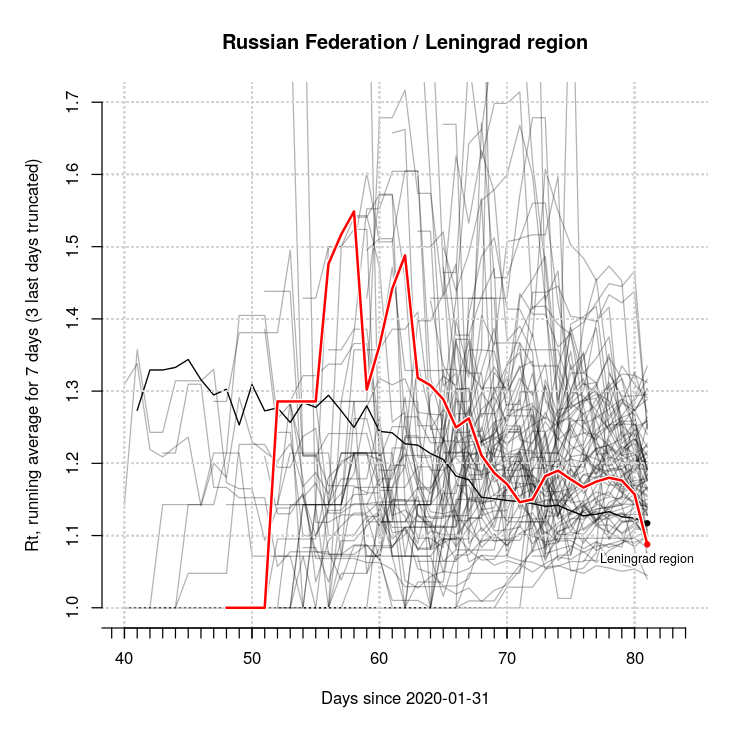 Russian Federation / Leningrad region
Rt, running average for 7 days (3 last days truncated)
1.7
1.6
1.5
1.4
1.3
1.2
1.1
1.0
Leningrad region
40 50 60 70 80
Days since 2020-01-31